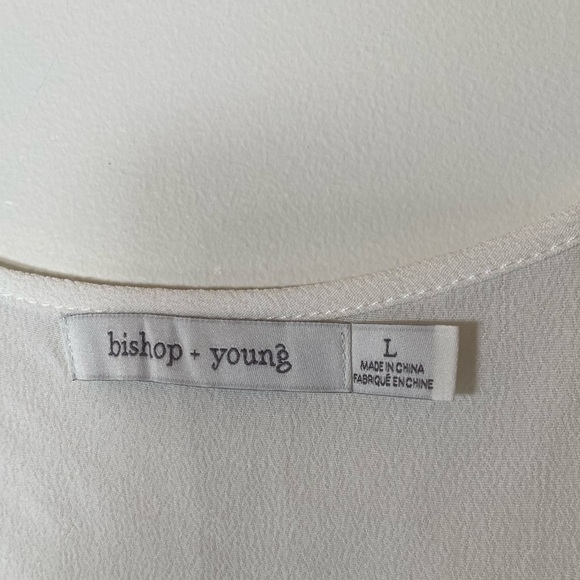 bishop + young
L
MADE IN CHINA
FABRIQUÉ EN CHINE